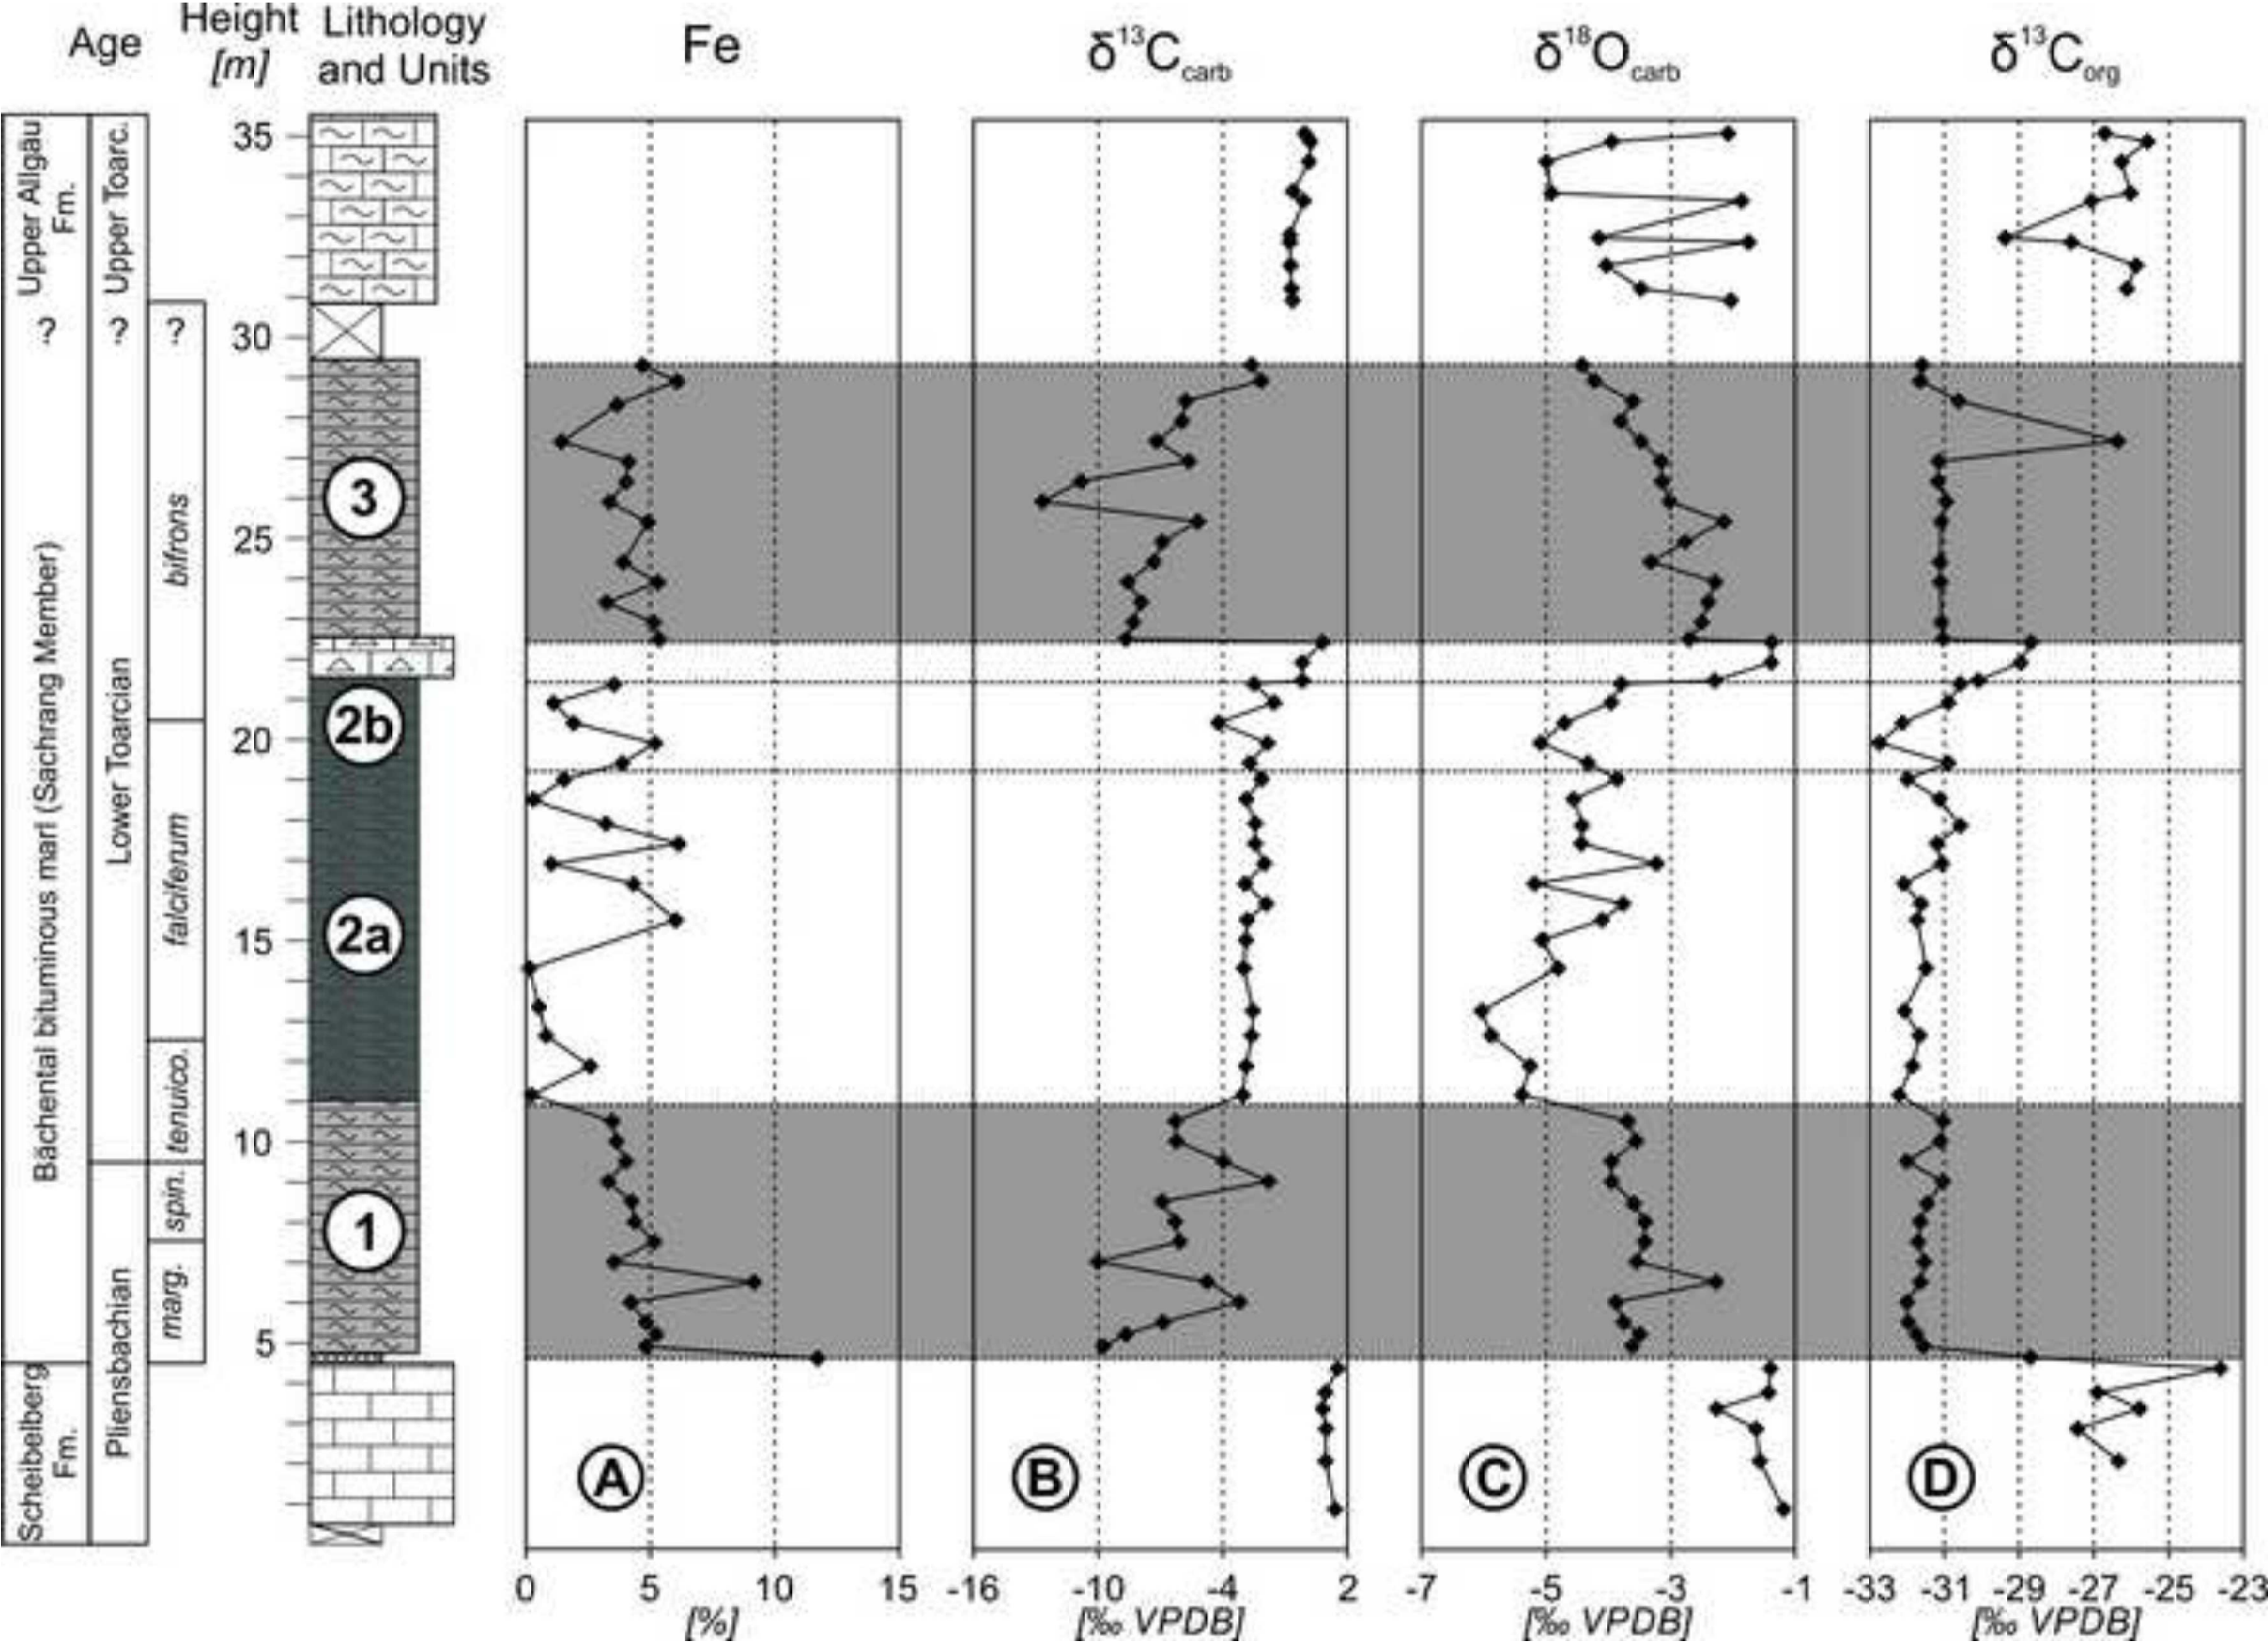 Age
Height
[m]
Lithology
and Units
Fe
δ¹³Ccarb
δ¹⁸Ocarb
δ¹³Corg
Upper Allgäu
Fm.
?
Bächental bituminous marl (Sachrang Member)
Scheibelberg
Fm.
Upper Toarc.
?
Lower Toarcian
Pliensbachian
?
bifrons
falciferum
tenuico.
spin.
marg.
35
30
25
20
15
10
5
3
2b
2a
1
A
B
C
D
0 5 10 15
[%]
-16 -10 -4 2
[‰ VPDB]
-7 -5 -3 -1
[‰ VPDB]
-33 -31 -29 -27 -25 -23
[‰ VPDB]